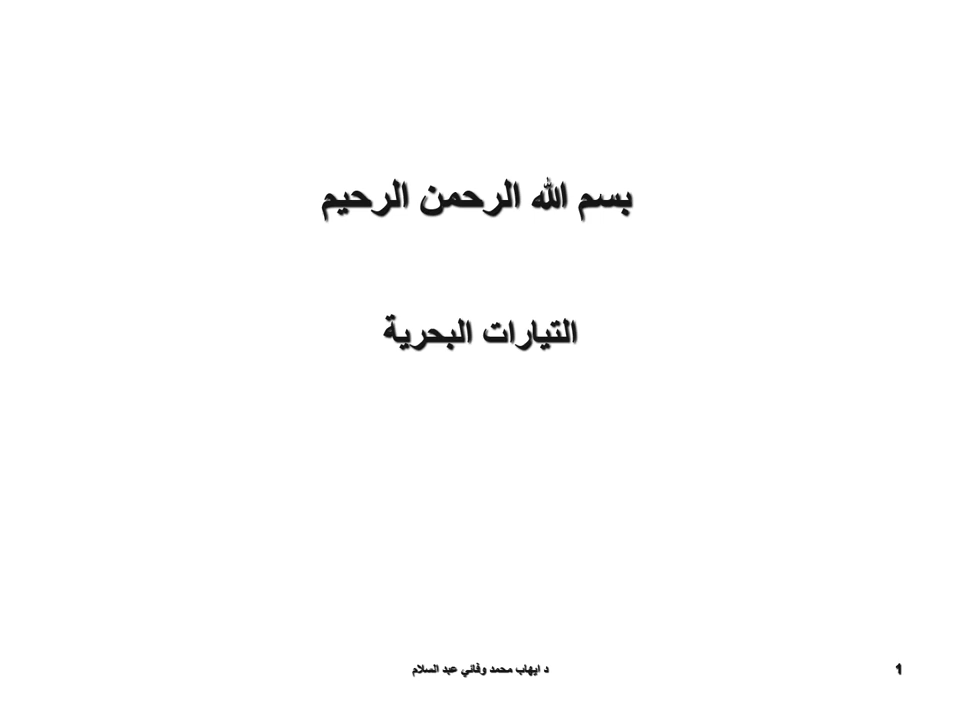 بسم الله الرحمن الرحيم
التيارات البحرية
د ايهاب محمد وفائي عبد السلام
1